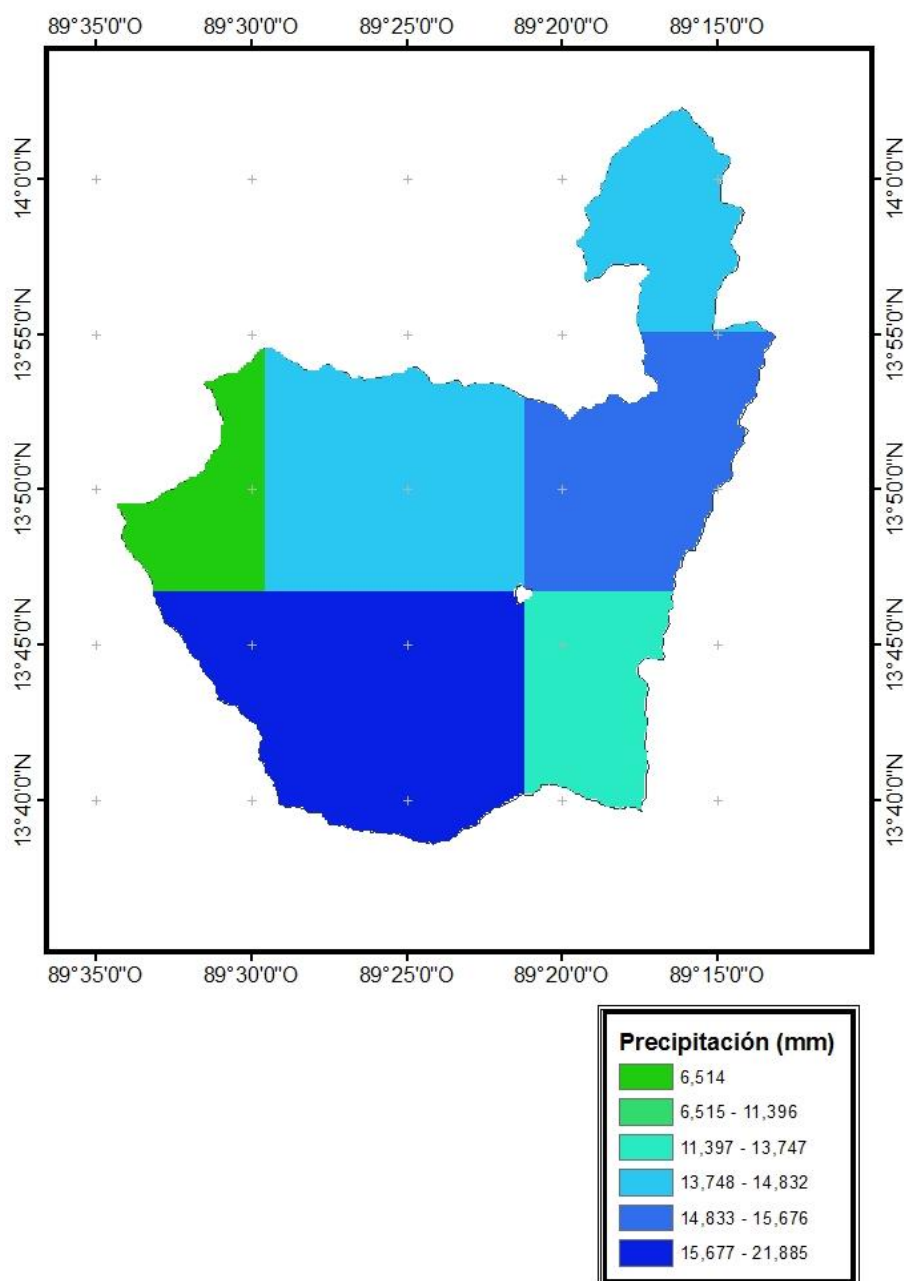 89°35'0"O 89°30'0"O 89°25'0"O 89°20'0"O 89°15'0"O
14°0'0"N 14°0'0"N
13°55'0"N 13°55'0"N
13°50'0"N 13°50'0"N
13°45'0"N 13°45'0"N
13°40'0"N 13°40'0"N
89°35'0"O 89°30'0"O 89°25'0"O 89°20'0"O 89°15'0"O
Precipitación (mm)
6,514
6,515 - 11,396
11,397 - 13,747
13,748 - 14,832
14,833 - 15,676
15,677 - 21,885